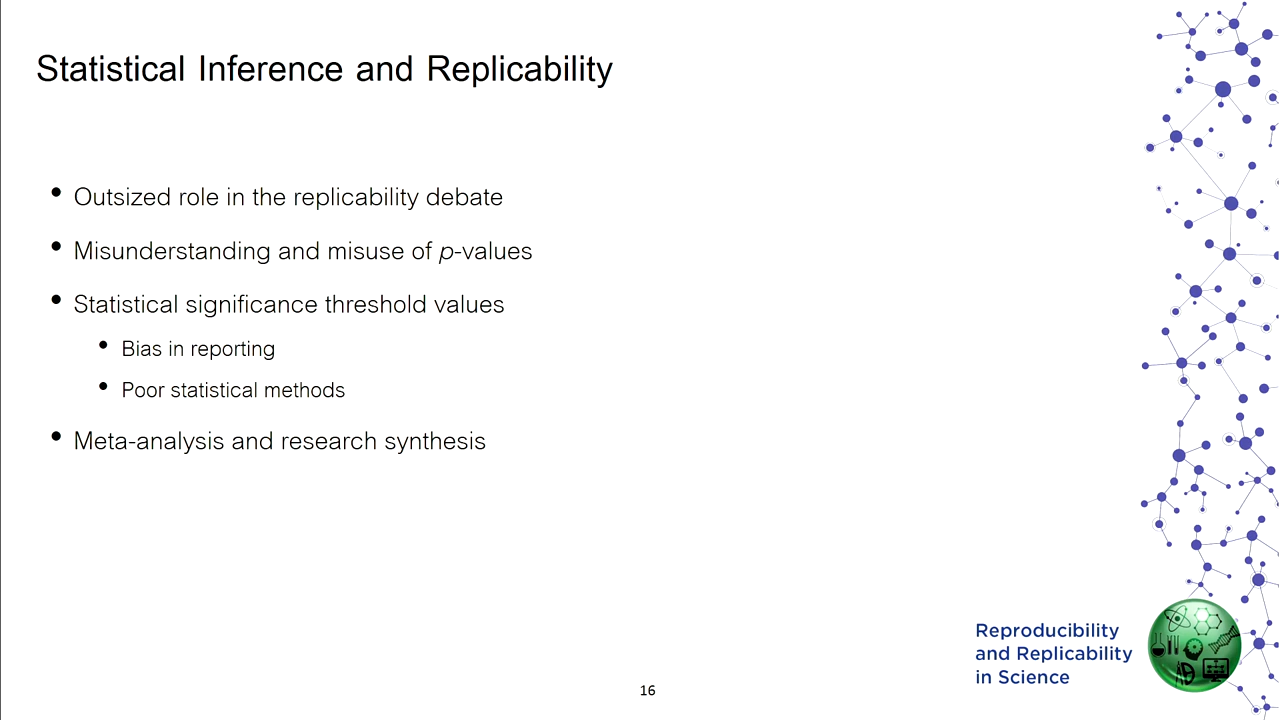 Statistical Inference and Replicability
• Outsized role in the replicability debate
• Misunderstanding and misuse of p-values
• Statistical significance threshold values
• Bias in reporting
• Poor statistical methods
• Meta-analysis and research synthesis
Reproducibility
and Replicability
in Science
16